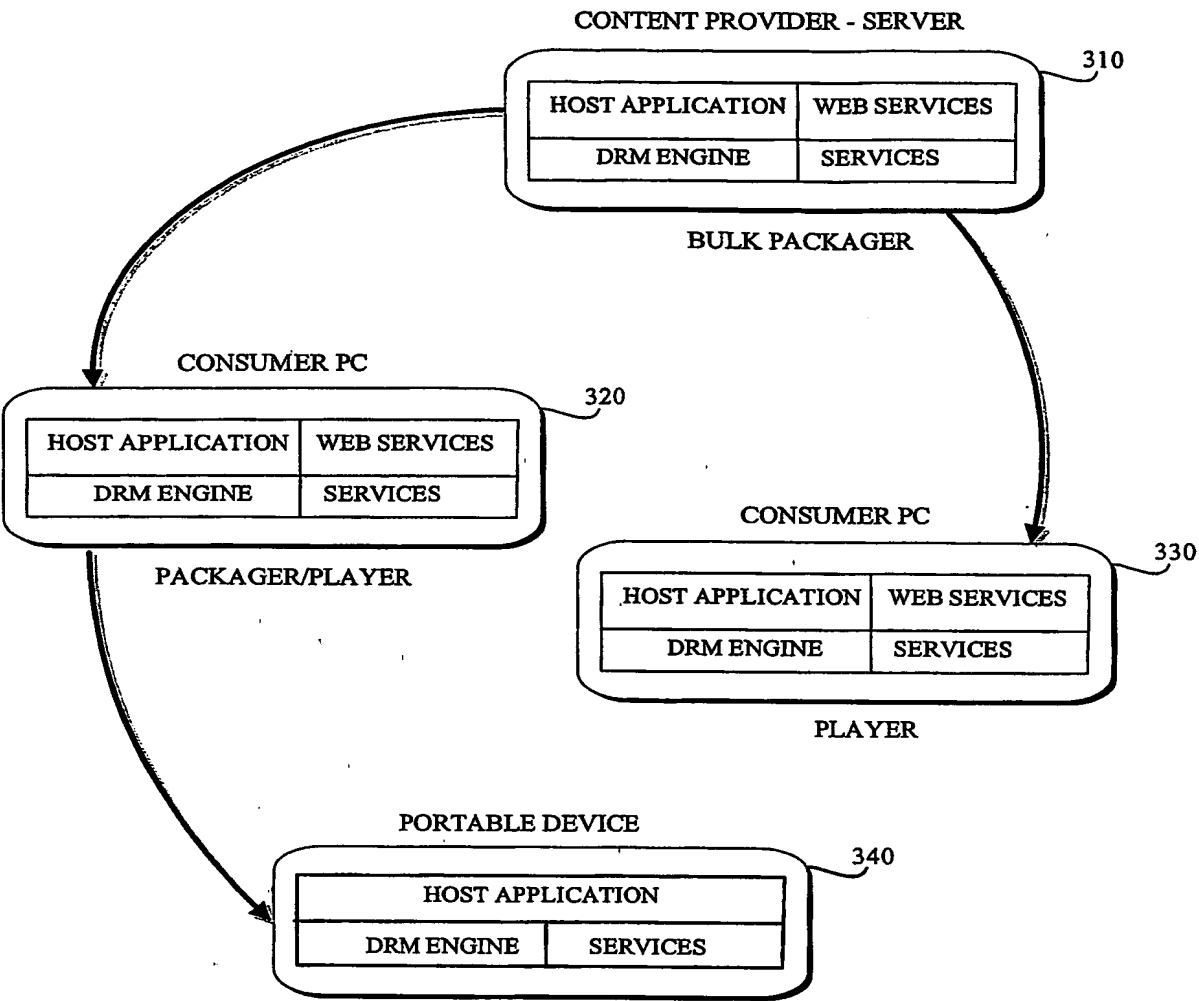 CONTENT PROVIDER - SERVER
310
HOST APPLICATION WEB SERVICES
DRM ENGINE SERVICES
BULK PACKAGER
CONSUMER PC
320
HOST APPLICATION WEB SERVICES
DRM ENGINE SERVICES
PACKAGER/PLAYER
CONSUMER PC
330
HOST APPLICATION WEB SERVICES
DRM ENGINE SERVICES
PLAYER
PORTABLE DEVICE
340
HOST APPLICATION
DRM ENGINE SERVICES